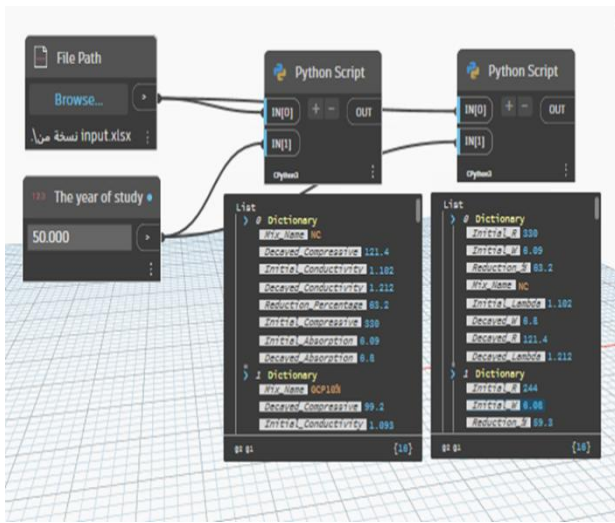 File Path
Browse...
>
.\نسخة من input.xlsx
123 The year of study
50.000
>
Python Script
IN[0] + - OUT
IN[1]
CPython3
Python Script
IN[0] + - OUT
IN[1]
CPython3
List
0 Dictionary
Mix_Name NC
Decayed_Compressive 121.4
Initial_Conductivity 1.102
Decayed_Conductivity 1.212
Reduction_Percentage 63.2
Initial_Compressive 330
Initial_Absorption 6.09
Decayed_Absorption 6.8
1 Dictionary
Mix_Name GCP10%
Decayed_Compressive 99.2
Initial_Conductivity 1.093
@2 @1 {10}
List
0 Dictionary
Initial_R 330
Initial_W 6.09
Reduction_% 63.2
Mix_Name NC
Initial_Lambda 1.102
Decayed_W 6.8
Decayed_R 121.4
Decayed_Lambda 1.212
1 Dictionary
Initial_R 244
Initial_W 6.06
Reduction_% 59.3
@2 @1 {10}